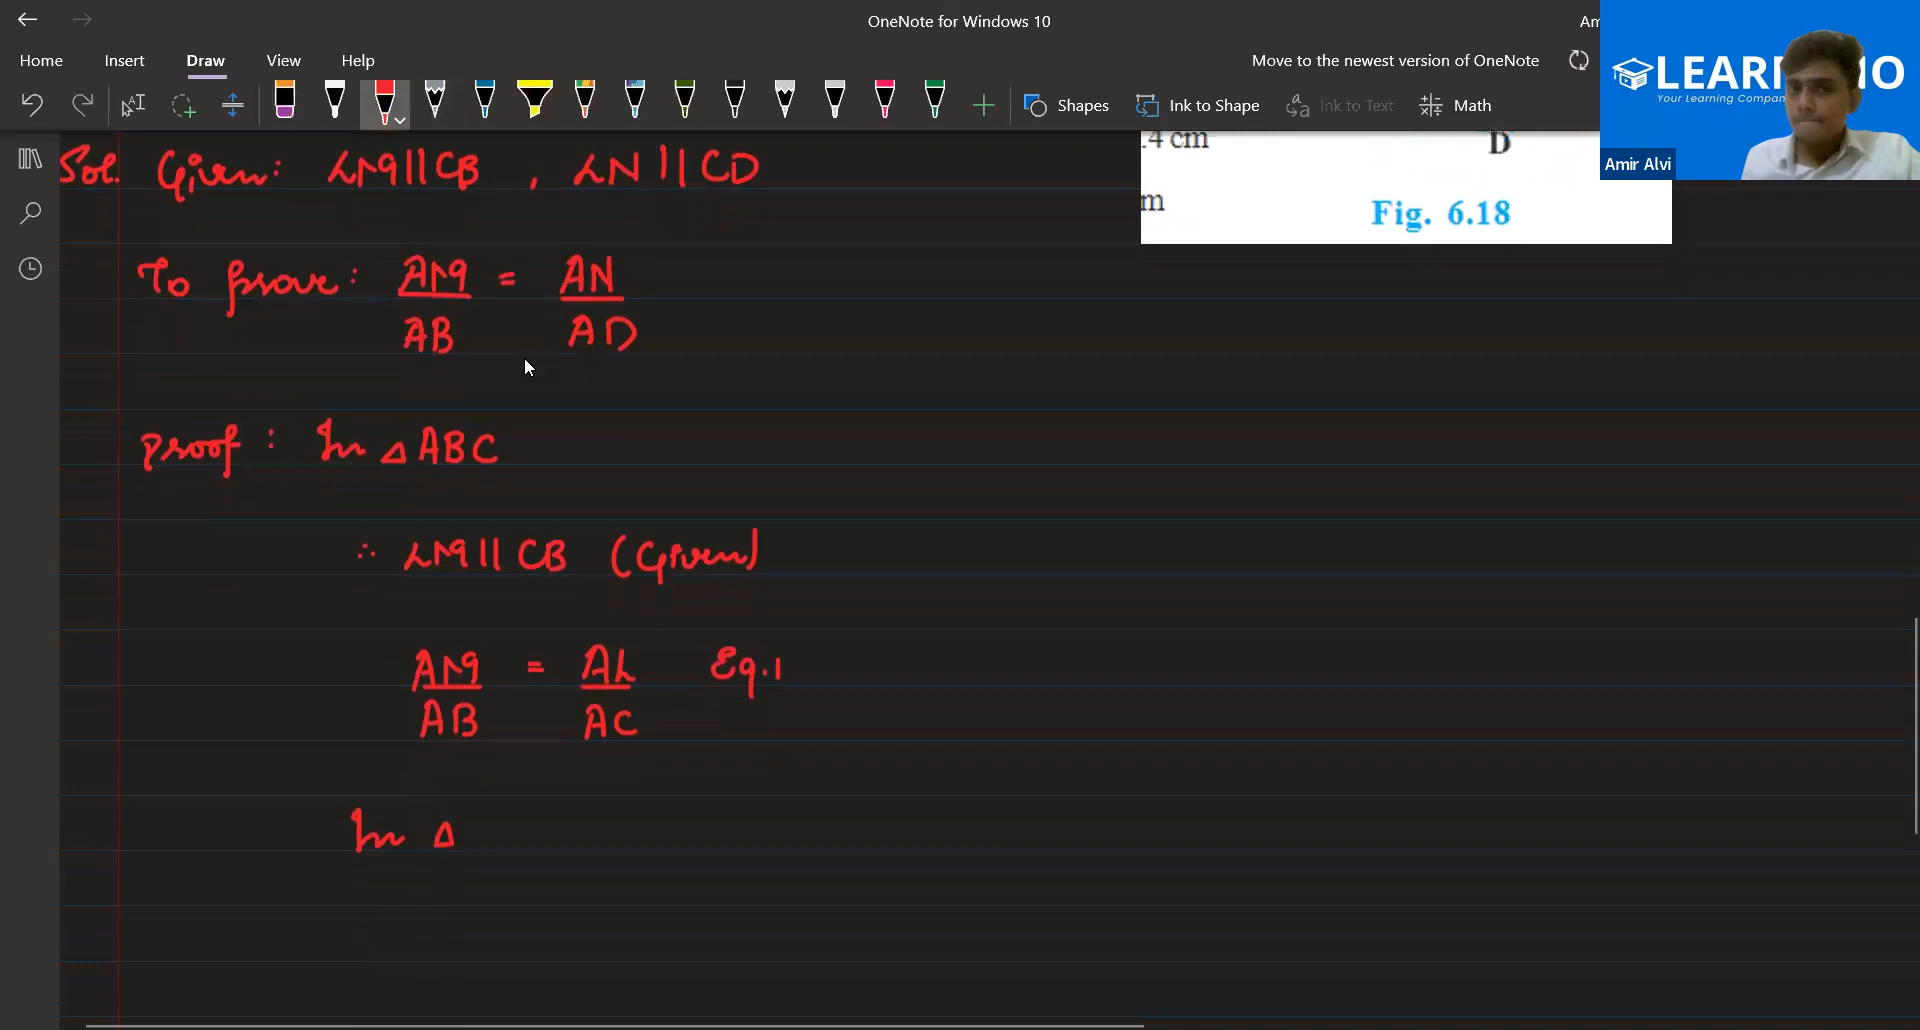 OneNote for Windows 10
Am
Home Insert Draw View Help
Move to the newest version of OneNote
Shapes Ink to Shape Ink to Text Math
LEAR O
Your Learning Compan
Amir Alvi
.4 cm D
m
Fig. 6.18
Sol. Given: LM||CB , LN||CD
To prove: AM = AN
AB AD
Proof: In △ABC
∴ LM||CB (Given)
AM = AL Eq.1
AB AC
In △